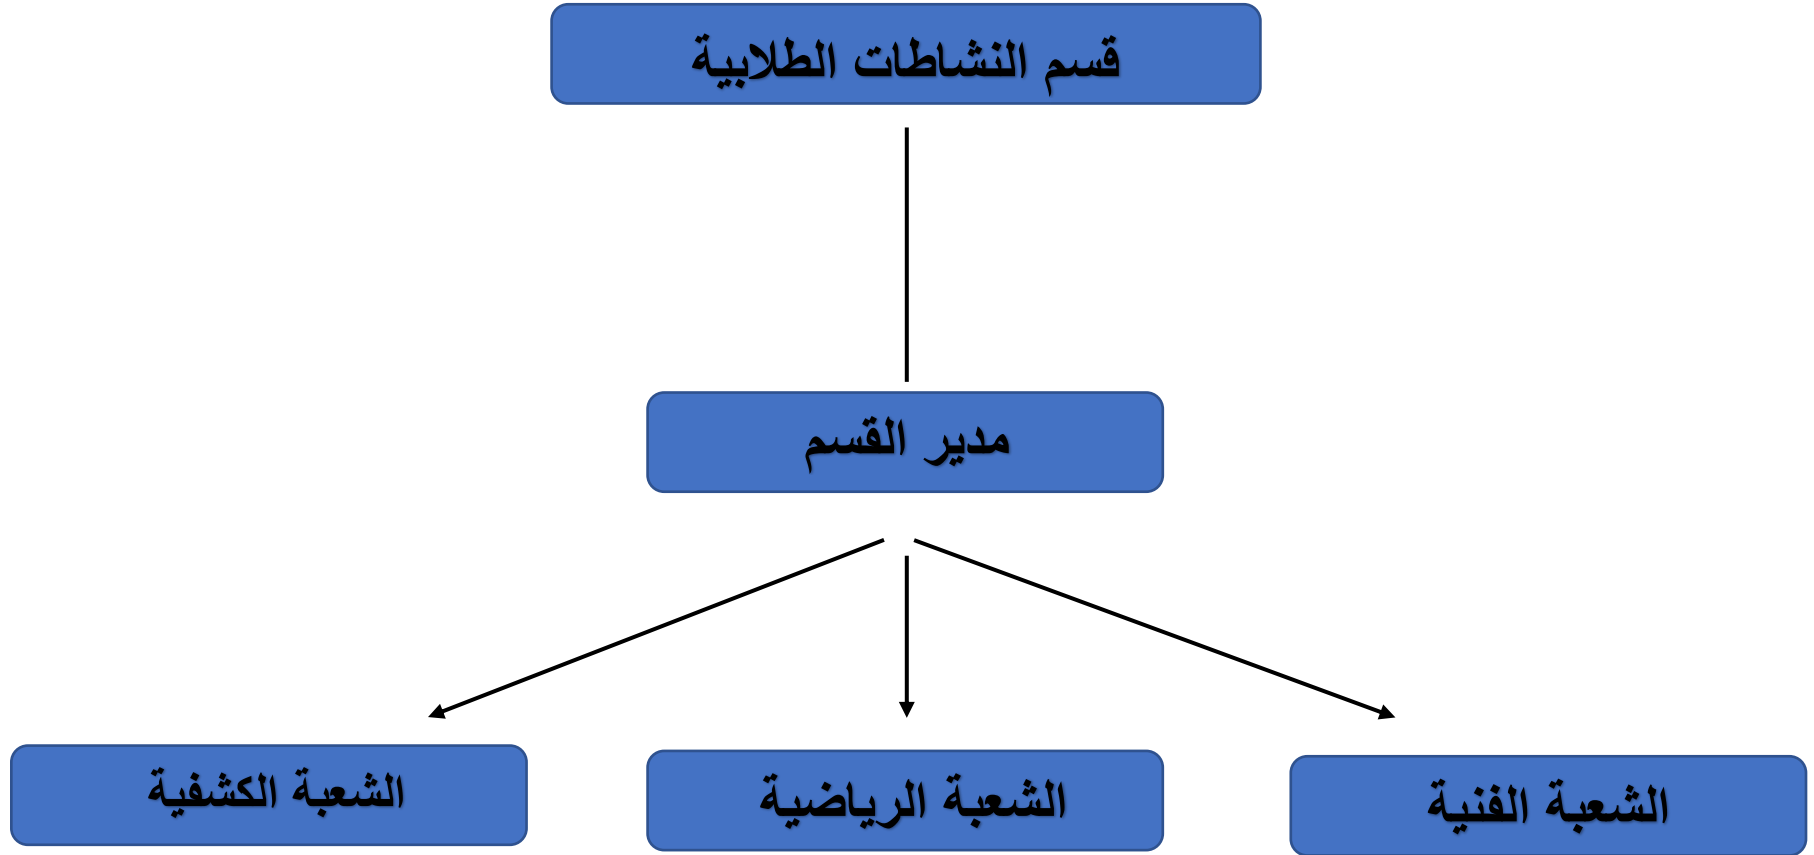 قسم النشاطات الطلابية
مدير القسم
الشعبة الفنية
الشعبة الرياضية
الشعبة الكشفية